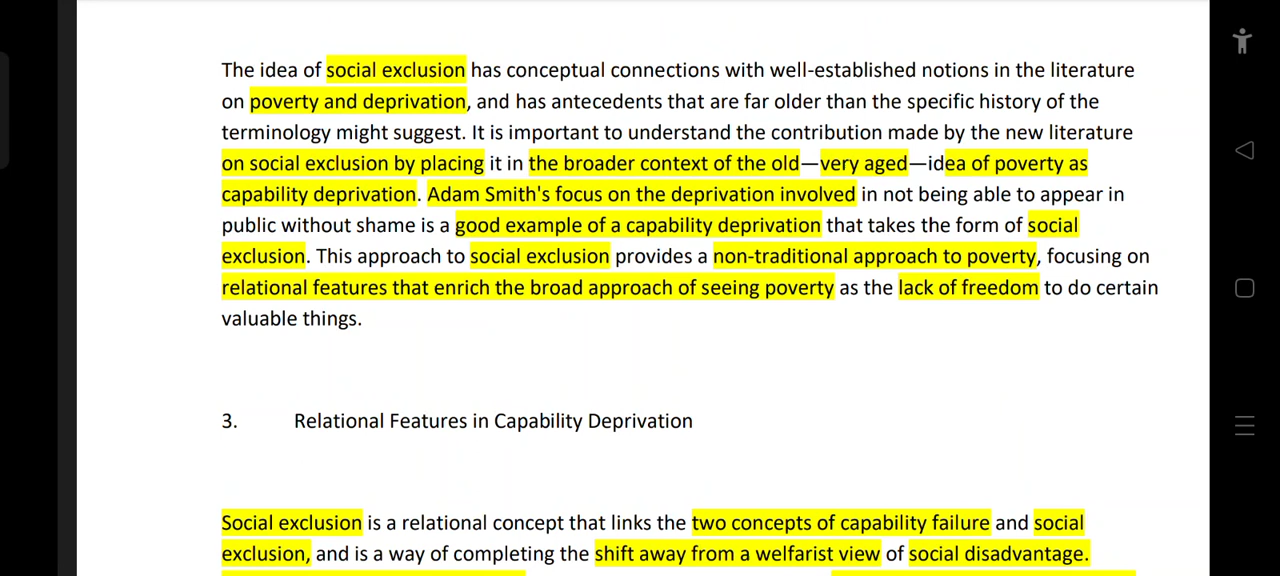 The idea of social exclusion has conceptual connections with well-established notions in the literature
on poverty and deprivation, and has antecedents that are far older than the specific history of the
terminology might suggest. It is important to understand the contribution made by the new literature
on social exclusion by placing it in the broader context of the old—very aged—idea of poverty as
capability deprivation. Adam Smith's focus on the deprivation involved in not being able to appear in
public without shame is a good example of a capability deprivation that takes the form of social
exclusion. This approach to social exclusion provides a non-traditional approach to poverty, focusing on
relational features that enrich the broad approach of seeing poverty as the lack of freedom to do certain
valuable things.
3. Relational Features in Capability Deprivation
Social exclusion is a relational concept that links the two concepts of capability failure and social
exclusion, and is a way of completing the shift away from a welfarist view of social disadvantage.